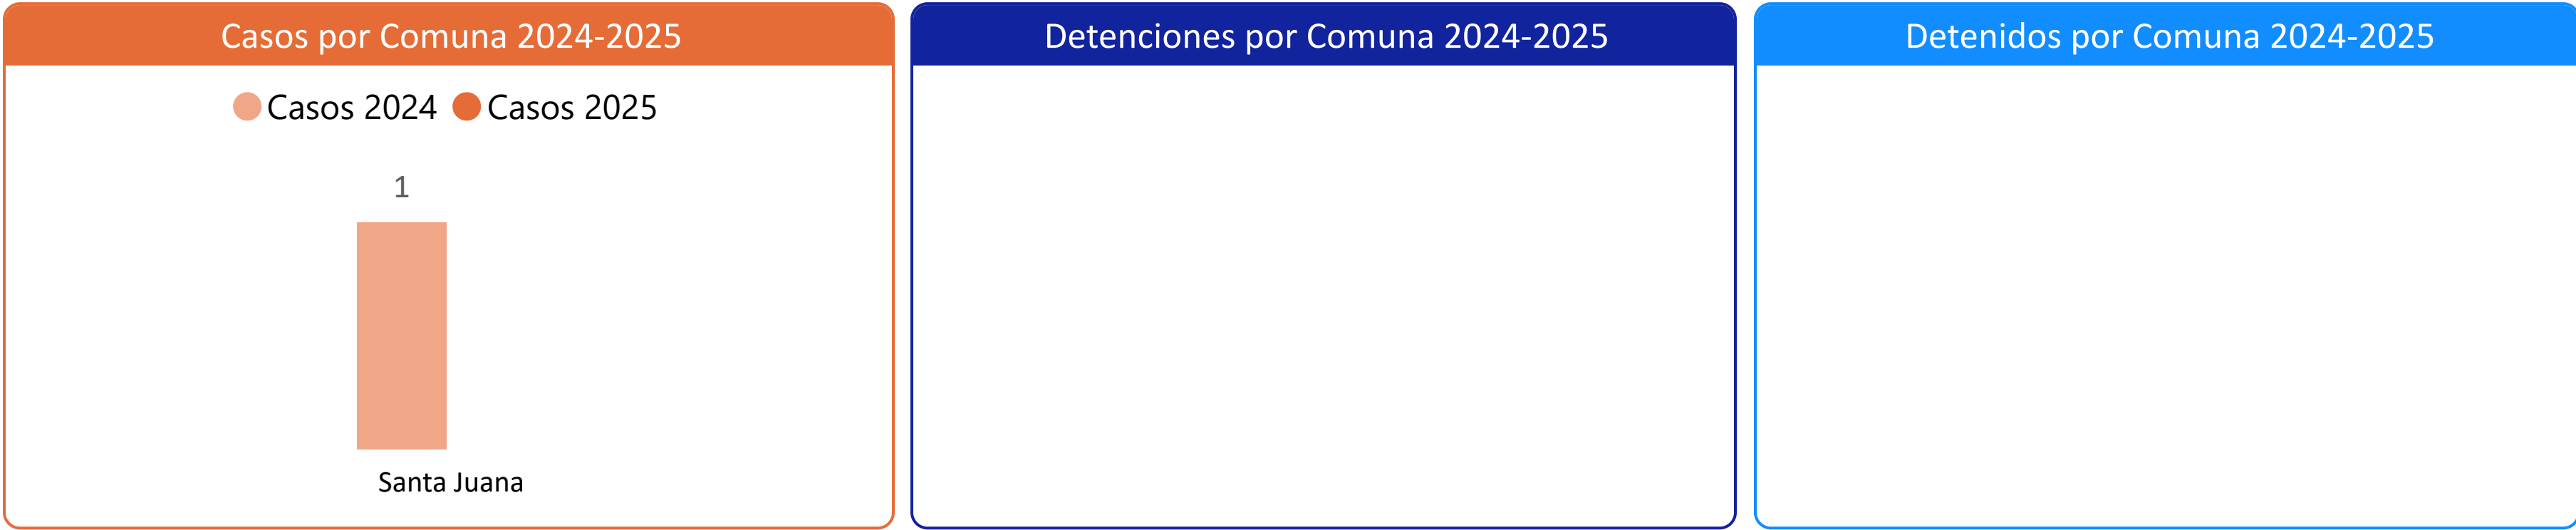 Casos por Comuna 2024-2025
Casos 2024 Casos 2025
1
Santa Juana
Detenciones por Comuna 2024-2025
Detenidos por Comuna 2024-2025